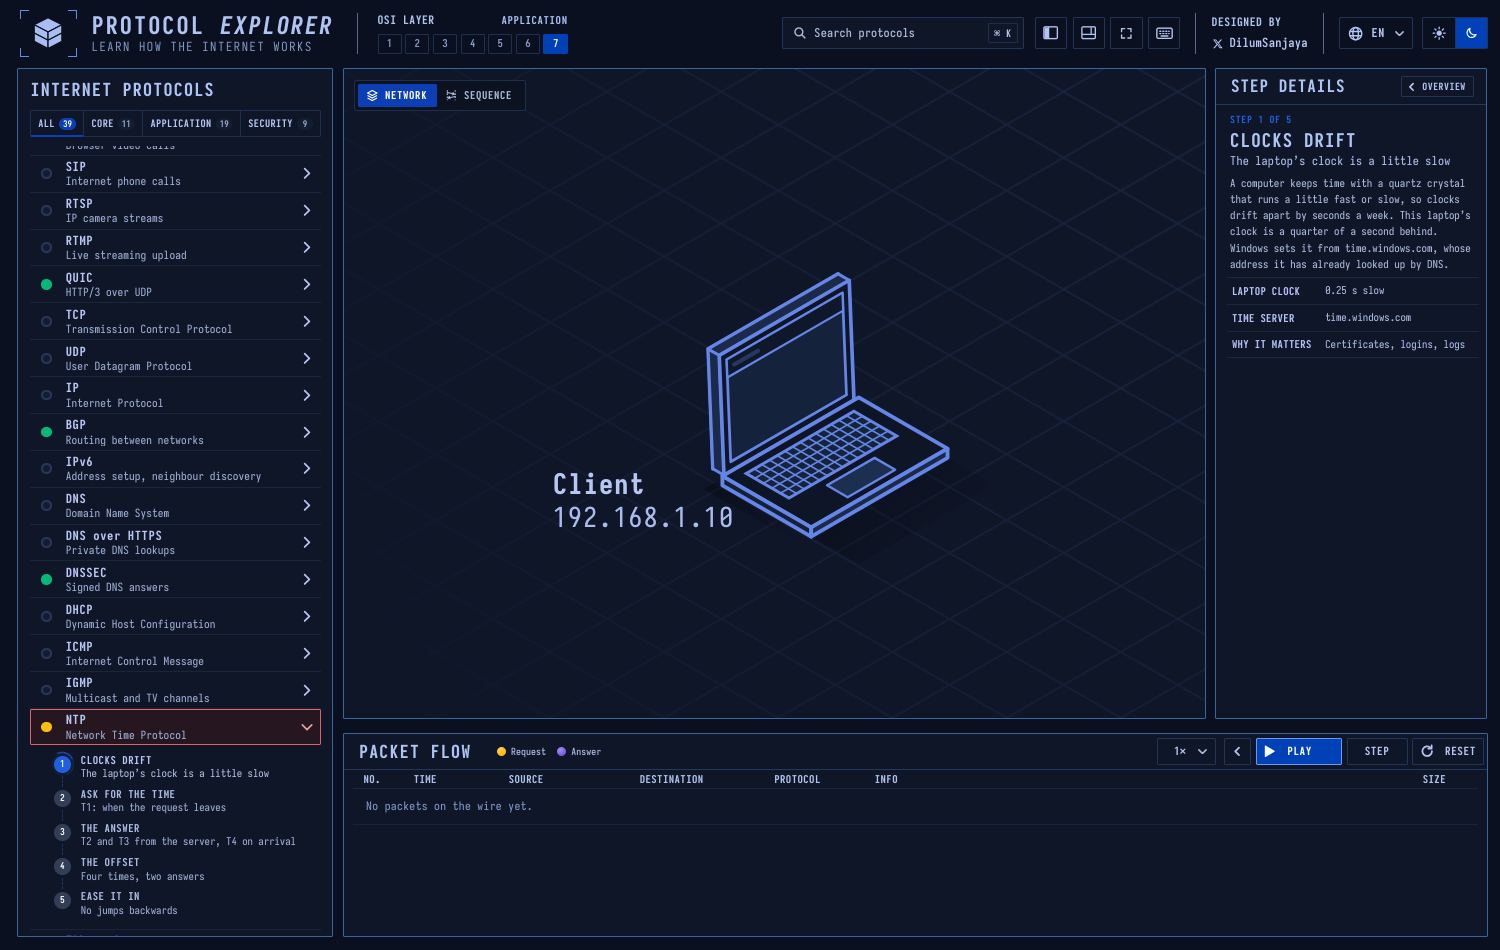 PROTOCOL EXPLORER
LEARN HOW THE INTERNET WORKS
OSI LAYER APPLICATION
1 2 3 4 5 6 7
Search protocols ⌘ K
DESIGNED BY
DilumSanjaya
EN
INTERNET PROTOCOLS
ALL 39 CORE 11 APPLICATION 19 SECURITY 9
Browser video calls
SIP
Internet phone calls
RTSP
IP camera streams
RTMP
Live streaming upload
QUIC
HTTP/3 over UDP
TCP
Transmission Control Protocol
UDP
User Datagram Protocol
IP
Internet Protocol
BGP
Routing between networks
IPv6
Address setup, neighbour discovery
DNS
Domain Name System
DNS over HTTPS
Private DNS lookups
DNSSEC
Signed DNS answers
DHCP
Dynamic Host Configuration
ICMP
Internet Control Message
IGMP
Multicast and TV channels
NTP
Network Time Protocol
1 CLOCKS DRIFT
The laptop's clock is a little slow
2 ASK FOR THE TIME
T1: when the request leaves
3 THE ANSWER
T2 and T3 from the server, T4 on arrival
4 THE OFFSET
Four times, two answers
5 EASE IT IN
No jumps backwards
NETWORK SEQUENCE
Client
192.168.1.10
STEP DETAILS OVERVIEW
STEP 1 OF 5
CLOCKS DRIFT
The laptop's clock is a little slow
A computer keeps time with a quartz crystal
that runs a little fast or slow, so clocks
drift apart by seconds a week. This laptop's
clock is a quarter of a second behind.
Windows sets it from time.windows.com, whose
address it has already looked up by DNS.
LAPTOP CLOCK 0.25 s slow
TIME SERVER time.windows.com
WHY IT MATTERS Certificates, logins, logs
PACKET FLOW Request Answer 1× PLAY STEP RESET
NO. TIME SOURCE DESTINATION PROTOCOL INFO SIZE
No packets on the wire yet.